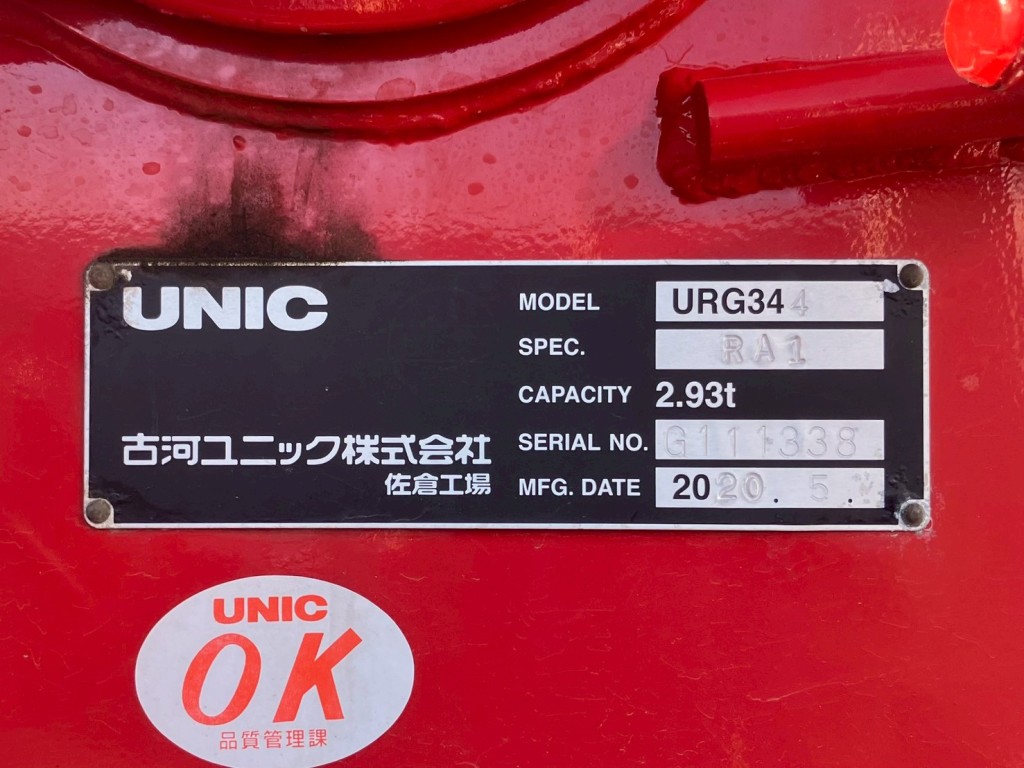 UNIC
MODEL URG344
SPEC. RA1
CAPACITY 2.93t
SERIAL NO. G111338
MFG. DATE 2020. 5.
古河ユニック株式会社
佐倉工場
UNIC
OK
品質管理課